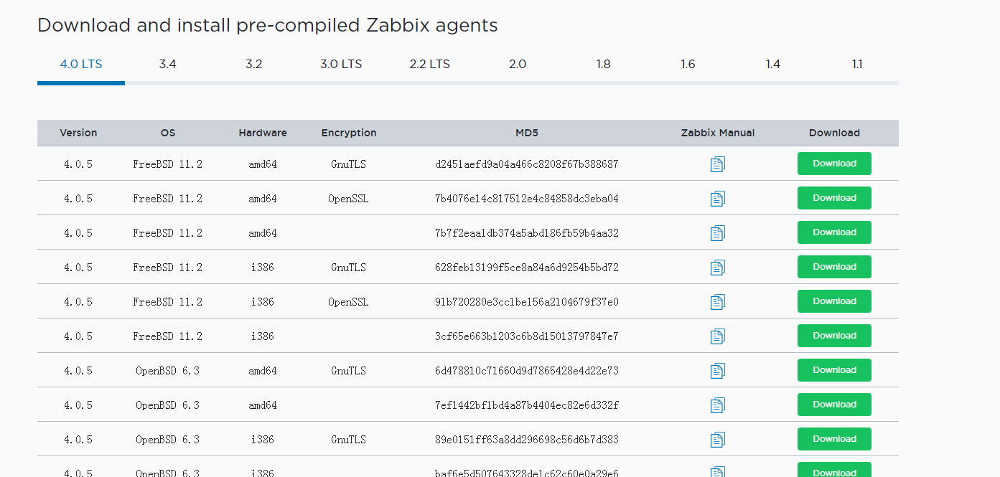 Download and install pre-compiled Zabbix agents
4.0 LTS 3.4 3.2 3.0 LTS 2.2 LTS 2.0 1.8 1.6 1.4 1.1
Version OS Hardware Encryption MD5 Zabbix Manual Download
4.0.5 FreeBSD 11.2 amd64 GnuTLS d2451aefd9a04a466c8208f67b388687 Download
4.0.5 FreeBSD 11.2 amd64 OpenSSL 7b4076e14c817512e4c84858dc3eba04 Download
4.0.5 FreeBSD 11.2 amd64 7b7f2eaa1db374a5abd186fb59b4aa32 Download
4.0.5 FreeBSD 11.2 i386 GnuTLS 628feb13199f5ce8a84a6d9254b5bd72 Download
4.0.5 FreeBSD 11.2 i386 OpenSSL 91b720280e3cc1be156a2104679f37e0 Download
4.0.5 FreeBSD 11.2 i386 3cf65e663b1203c6b8d15013797847e7 Download
4.0.5 OpenBSD 6.3 amd64 GnuTLS 6d478810c71660d9d7865428e4d22e73 Download
4.0.5 OpenBSD 6.3 amd64 7ef1442bf1bd4a87b4404ec82e6d332f Download
4.0.5 OpenBSD 6.3 i386 GnuTLS 89e0151ff63a8dd296698c56d6b7d383 Download
4.0.5 OpenBSD 6.3 i386 baf6e5d507643328de1c62c60e0a29e6 Download